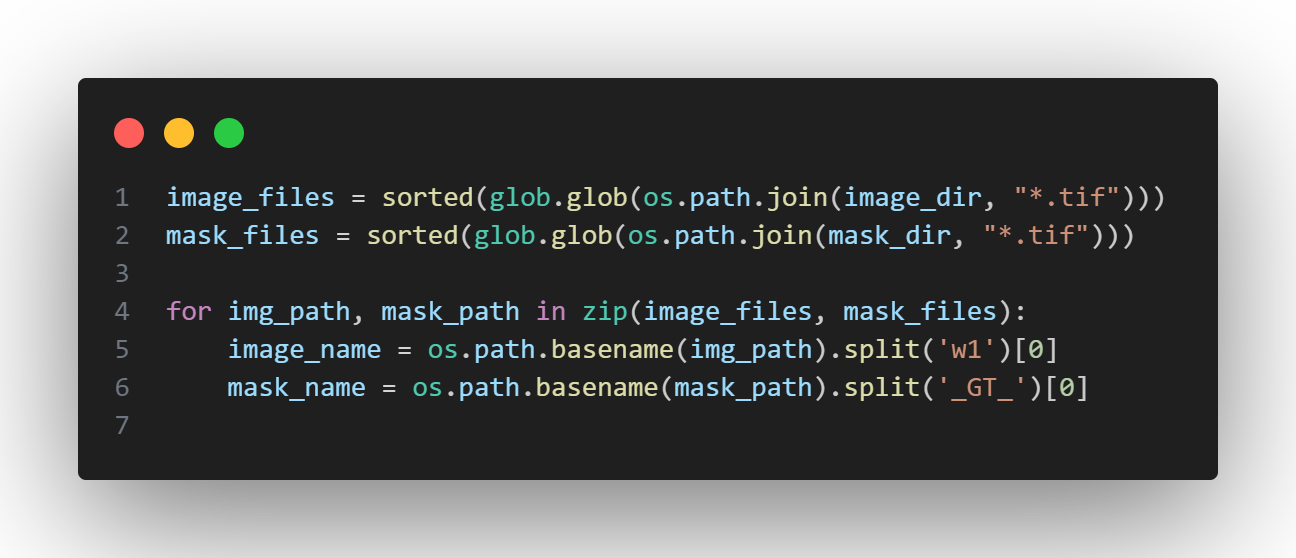 1 image_files = sorted(glob.glob(os.path.join(image_dir, "*.tif")))
2 mask_files = sorted(glob.glob(os.path.join(mask_dir, "*.tif")))
3
4 for img_path, mask_path in zip(image_files, mask_files):
5     image_name = os.path.basename(img_path).split('w1')[0]
6     mask_name = os.path.basename(mask_path).split('_GT_')[0]
7